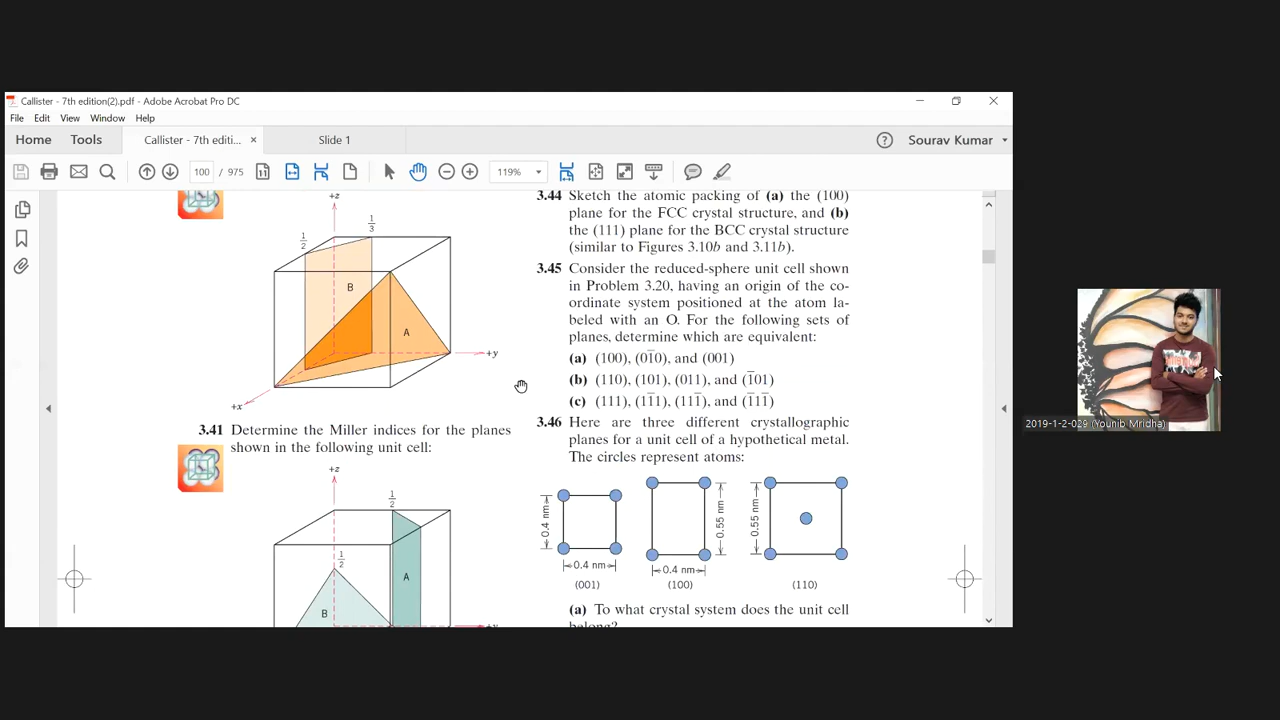 Callister - 7th edition(2).pdf - Adobe Acrobat Pro DC
File Edit View Window Help
Home Tools Callister - 7th editi... × Slide 1 Sourav Kumar
100 / 975 119%
+z
1/2
1/3
B
A
+y
+x
3.41 Determine the Miller indices for the planes
shown in the following unit cell:
+z
1/2
1/2
A
B
+y
3.44 Sketch the atomic packing of (a) the (100)
plane for the FCC crystal structure, and (b)
the (111) plane for the BCC crystal structure
(similar to Figures 3.10b and 3.11b).
3.45 Consider the reduced-sphere unit cell shown
in Problem 3.20, having an origin of the co-
ordinate system positioned at the atom la-
beled with an O. For the following sets of
planes, determine which are equivalent:
(a) (100), (01̄0), and (001)
(b) (110), (101), (011), and (1̄01)
(c) (111), (11̄1), (111̄), and (1̄11̄)
3.46 Here are three different crystallographic
planes for a unit cell of a hypothetical metal.
The circles represent atoms:
0.4 nm
0.4 nm
(001)
0.55 nm
0.4 nm
(100)
0.55 nm
(110)
(a) To what crystal system does the unit cell
belong?
2019-1-2-029 (Younib Mridha)